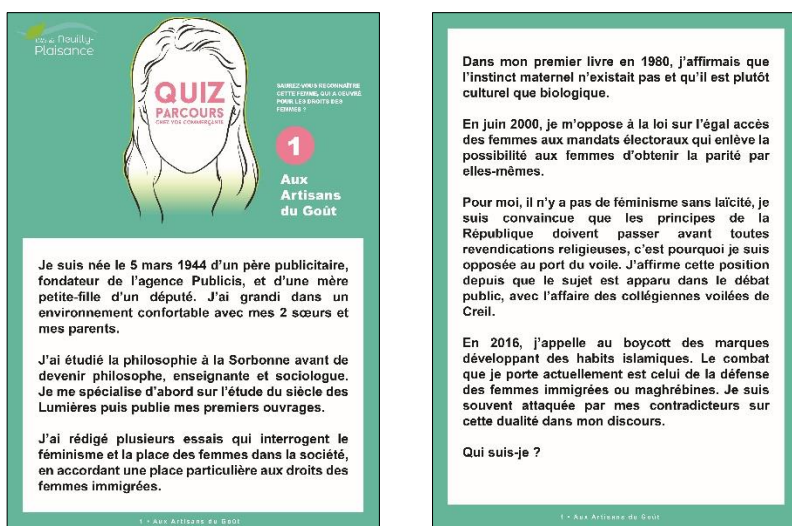 Ville de Neuilly-
Plaisance
QUIZ
PARCOURS
CHEZ VOS COMMERÇANTS
SAUREZ-VOUS RECONNAÎTRE
CETTE FEMME, QUI A OEUVRÉ
POUR LES DROITS DES
FEMMES ?
1
Aux
Artisans
du Goût
Je suis née le 5 mars 1944 d'un père publicitaire,
fondateur de l'agence Publicis, et d'une mère
petite-fille d'un député. J'ai grandi dans un
environnement confortable avec mes 2 sœurs et
mes parents.
J'ai étudié la philosophie à la Sorbonne avant de
devenir philosophe, enseignante et sociologue.
Je me spécialise d'abord sur l'étude du siècle des
Lumières puis publie mes premiers ouvrages.
J'ai rédigé plusieurs essais qui interrogent le
féminisme et la place des femmes dans la société,
en accordant une place particulière aux droits des
femmes immigrées.
1 • Aux Artisans du Goût
Dans mon premier livre en 1980, j'affirmais que
l'instinct maternel n'existait pas et qu'il est plutôt
culturel que biologique.
En juin 2000, je m'oppose à la loi sur l'égal accès
des femmes aux mandats électoraux qui enlève la
possibilité aux femmes d'obtenir la parité par
elles-mêmes.
Pour moi, il n'y a pas de féminisme sans laïcité, je
suis convaincue que les principes de la
République doivent passer avant toutes
revendications religieuses, c'est pourquoi je suis
opposée au port du voile. J'affirme cette position
depuis que le sujet est apparu dans le débat
public, avec l'affaire des collégiennes voilées de
Creil.
En 2016, j'appelle au boycott des marques
développant des habits islamiques. Le combat
que je porte actuellement est celui de la défense
des femmes immigrées ou maghrébines. Je suis
souvent attaquée par mes contradicteurs sur
cette dualité dans mon discours.
Qui suis-je ?
1 • Aux Artisans du Goût